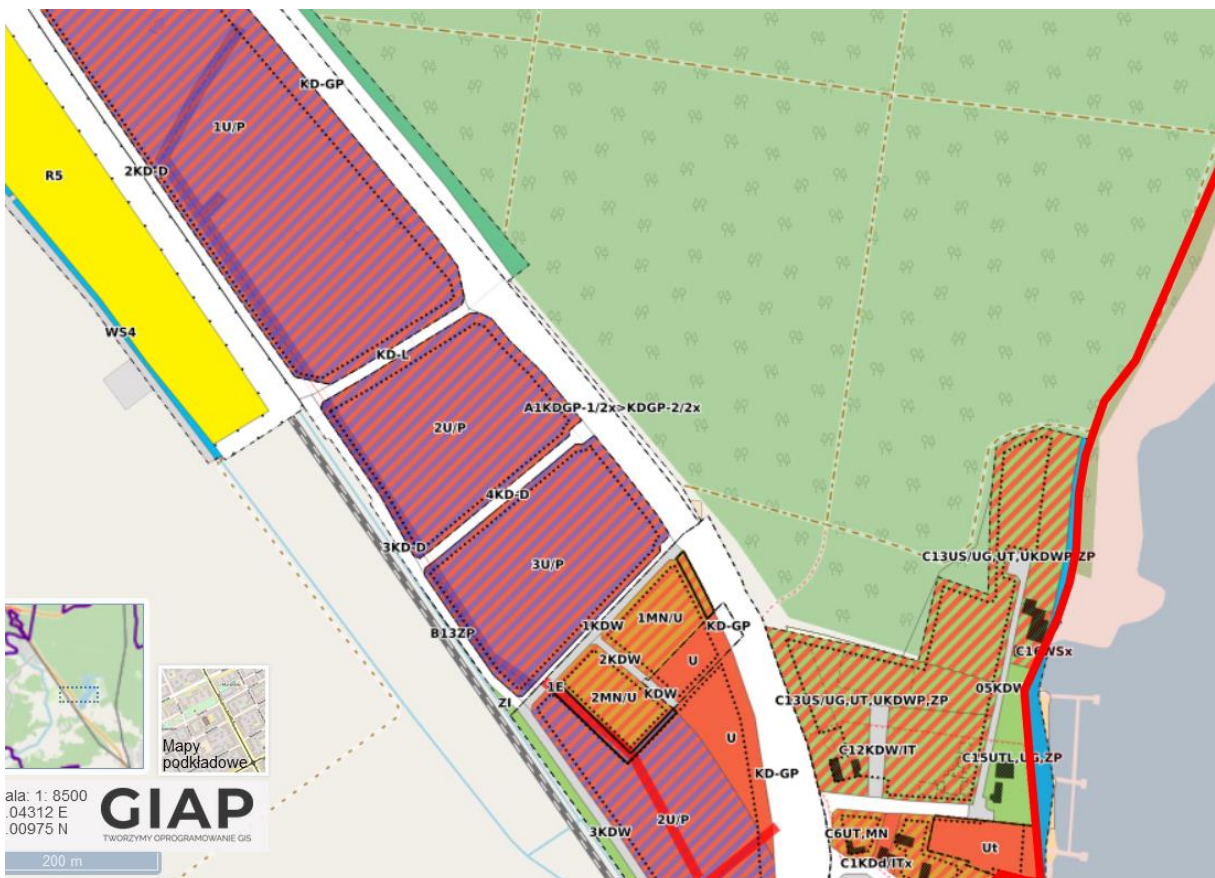 KD-GP
1U/P
2KD-D
R5
WS4
KD-L
A1KDGP-1/2x>KDGP-2/2x
2U/P
4KD-D
3KD-D
3U/P
C13US/UG,UT,UKDWP,ZP
B13ZP
1KDW
1MN/U
KD-GP
2KDW
U
C16WSx
1E
2MN/U
KDW
05KDW
ZI
C13US/UG,UT,UKDWP,ZP
U
C12KDW/IT
C15UTL,UG,ZP
KD-GP
Mapy
podkładowe
ala: 1: 8500
.04312 E
.00975 N
GIAP
TWORZYMY OPROGRAMOWANIE GIS
200 m
3KDW
2U/P
C6UT,MN
Ut
C1KDd/ITx